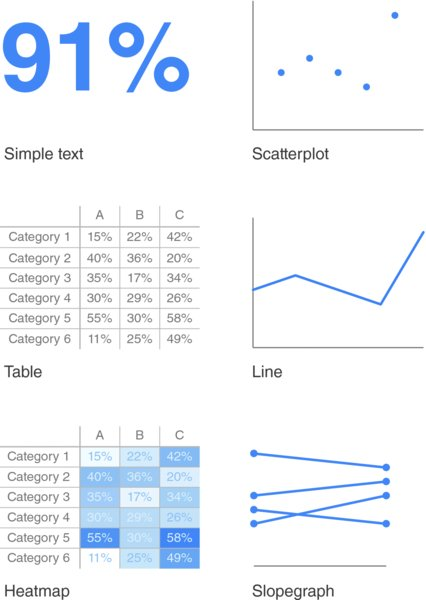 91%
Simple text
Scatterplot
A B C
Category 1 15% 22% 42%
Category 2 40% 36% 20%
Category 3 35% 17% 34%
Category 4 30% 29% 26%
Category 5 55% 30% 58%
Category 6 11% 25% 49%
Table
Line
A B C
Category 1 15% 22% 42%
Category 2 40% 36% 20%
Category 3 35% 17% 34%
Category 4 30% 29% 26%
Category 5 55% 30% 58%
Category 6 11% 25% 49%
Heatmap
Slopegraph